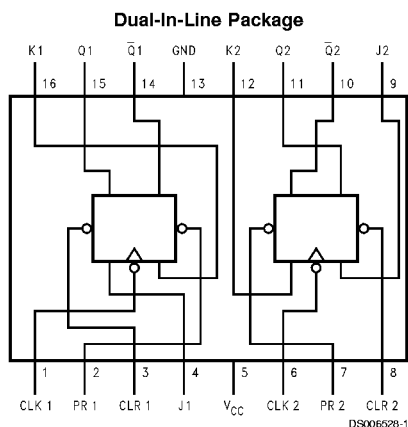 Dual-In-Line Package
K1 Q1 Q̅1 GND K2 Q2 Q̅2 J2
16 15 14 13 12 11 10 9
1 2 3 4 5 6 7 8
CLK 1 PR 1 CLR 1 J1 VCC CLK 2 PR 2 CLR 2
DS006528-1